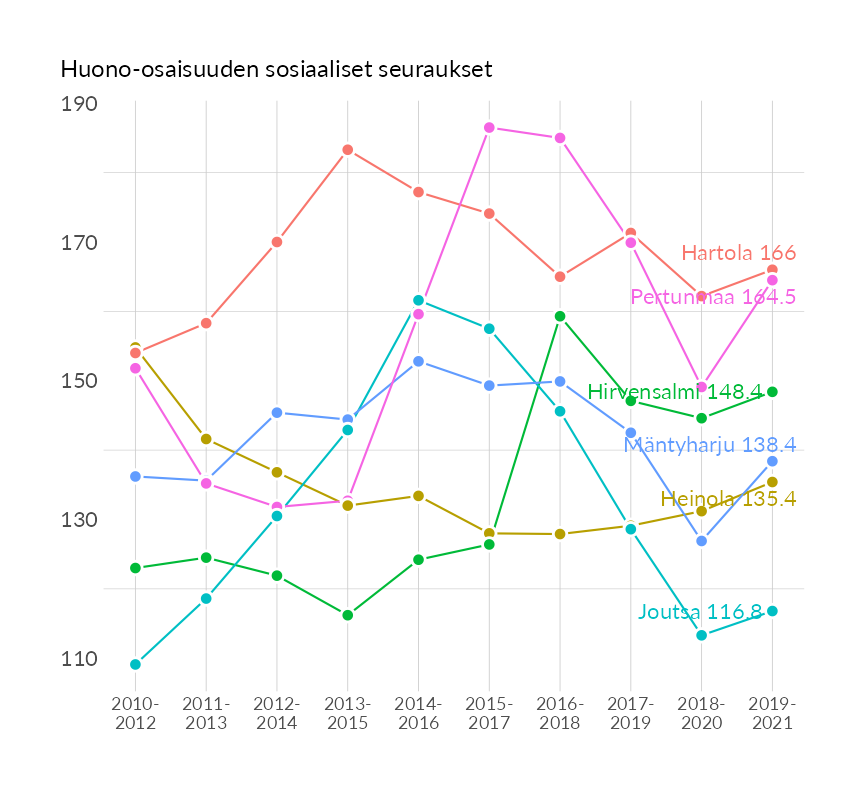 Huono-osaisuuden sosiaaliset seuraukset
190
170
150
130
110
Hartola 166
Pertunmaa 164.5
Hirvensalmi 148.4
Mäntyharju 138.4
Heinola 135.4
Joutsa 116.8
2010- 2011- 2012- 2013- 2014- 2015- 2016- 2017- 2018- 2019-
2012 2013 2014 2015 2016 2017 2018 2019 2020 2021